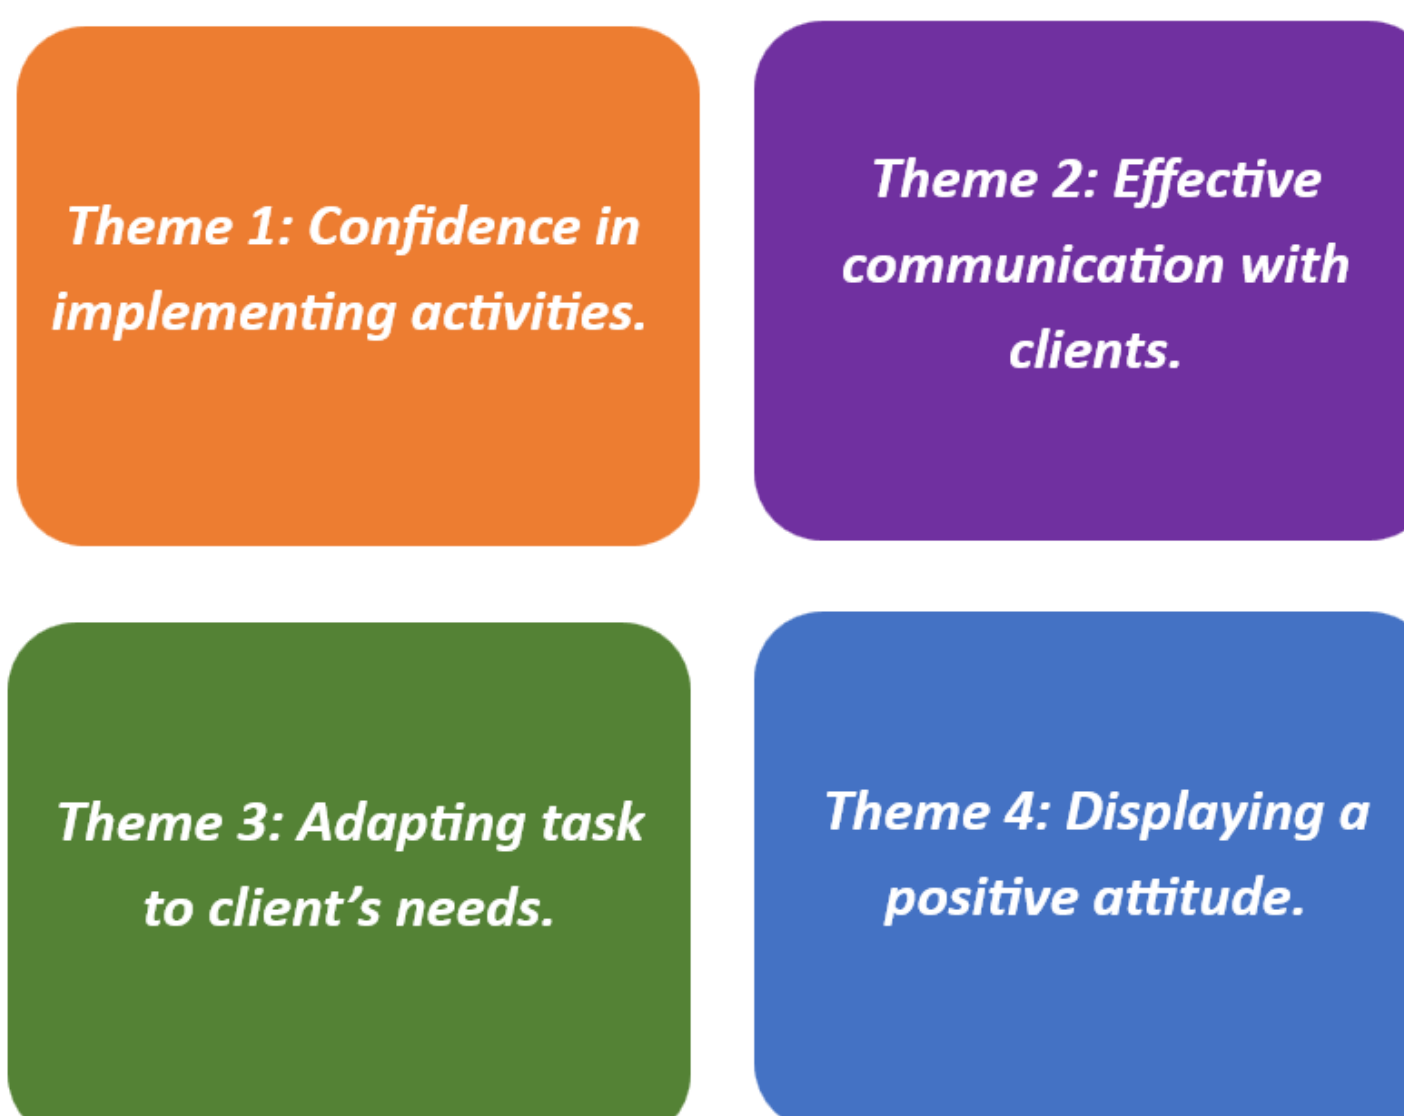 Theme 1: Confidence in
implementing activities.
Theme 2: Effective
communication with
clients.
Theme 3: Adapting task
to client’s needs.
Theme 4: Displaying a
positive attitude.